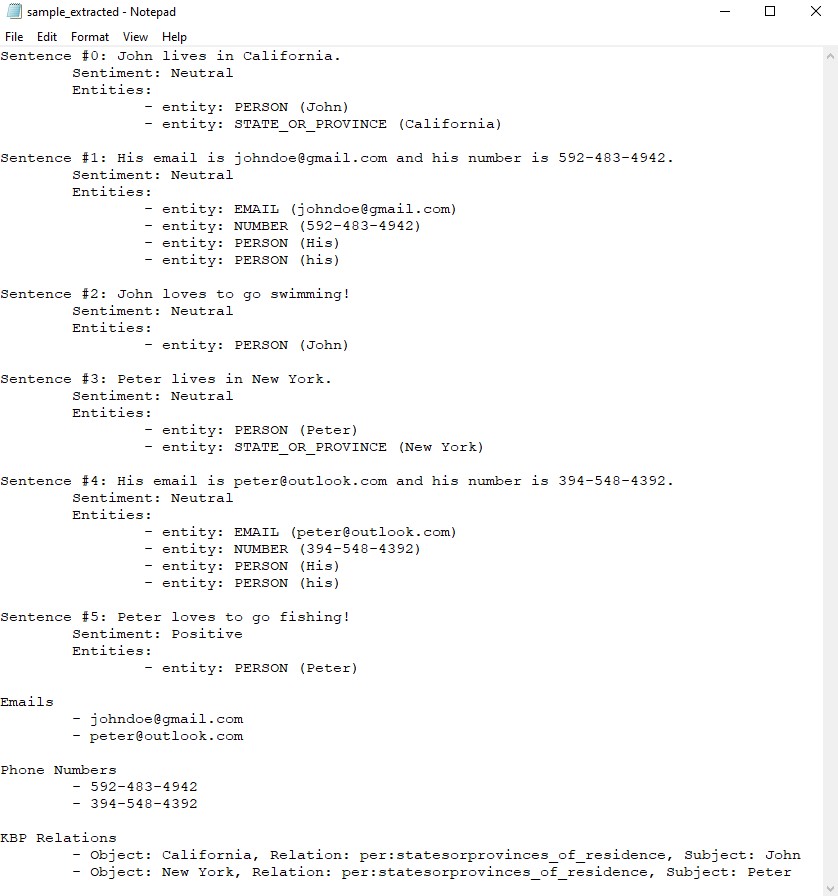 sample_extracted - Notepad
File Edit Format View Help
Sentence #0: John lives in California.
Sentiment: Neutral
Entities:
- entity: PERSON (John)
- entity: STATE_OR_PROVINCE (California)
Sentence #1: His email is johndoe@gmail.com and his number is 592-483-4942.
Sentiment: Neutral
Entities:
- entity: EMAIL (johndoe@gmail.com)
- entity: NUMBER (592-483-4942)
- entity: PERSON (His)
- entity: PERSON (his)
Sentence #2: John loves to go swimming!
Sentiment: Neutral
Entities:
- entity: PERSON (John)
Sentence #3: Peter lives in New York.
Sentiment: Neutral
Entities:
- entity: PERSON (Peter)
- entity: STATE_OR_PROVINCE (New York)
Sentence #4: His email is peter@outlook.com and his number is 394-548-4392.
Sentiment: Neutral
Entities:
- entity: EMAIL (peter@outlook.com)
- entity: NUMBER (394-548-4392)
- entity: PERSON (His)
- entity: PERSON (his)
Sentence #5: Peter loves to go fishing!
Sentiment: Positive
Entities:
- entity: PERSON (Peter)
Emails
- johndoe@gmail.com
- peter@outlook.com
Phone Numbers
- 592-483-4942
- 394-548-4392
KBP Relations
- Object: California, Relation: per:statesorprovinces_of_residence, Subject: John
- Object: New York, Relation: per:statesorprovinces_of_residence, Subject: Peter